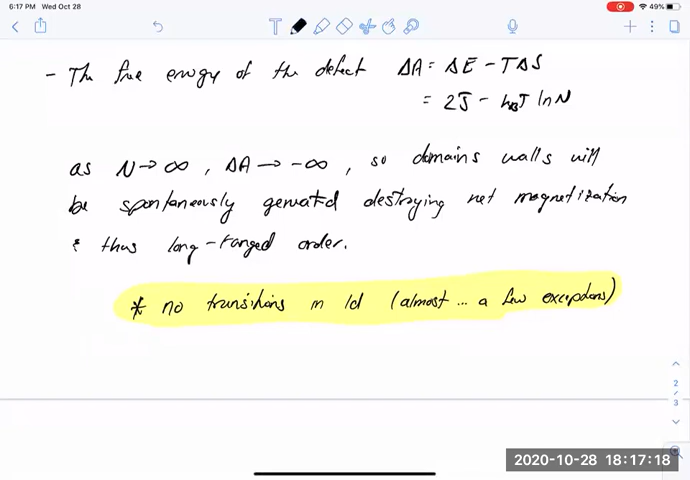 6:17 PM Wed Oct 28
49%
- The free energy of the defect ΔA = ΔE - TΔS
= 2J - k_BT ln N
as N → ∞, ΔA → -∞, so domains walls will
be spontaneously generated destroying net magnetization
& thus long-ranged order.
* no transitions in 1d (almost... a few exceptions)
2
/
3
2020-10-28 18:17:18